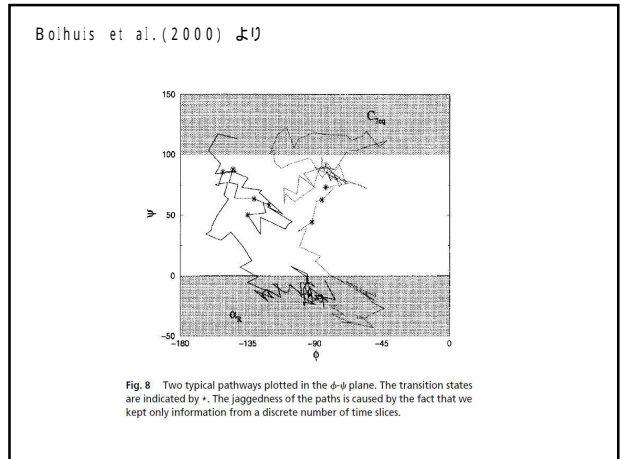 Bolhuis et al.(2000) より
150
C7eq
100
ψ
50
0
αR
-50
-180
-135
-90
-45
0
ϕ
Fig. 8 Two typical pathways plotted in the ϕ-ψ plane. The transition states
are indicated by *. The jaggedness of the paths is caused by the fact that we
kept only information from a discrete number of time slices.